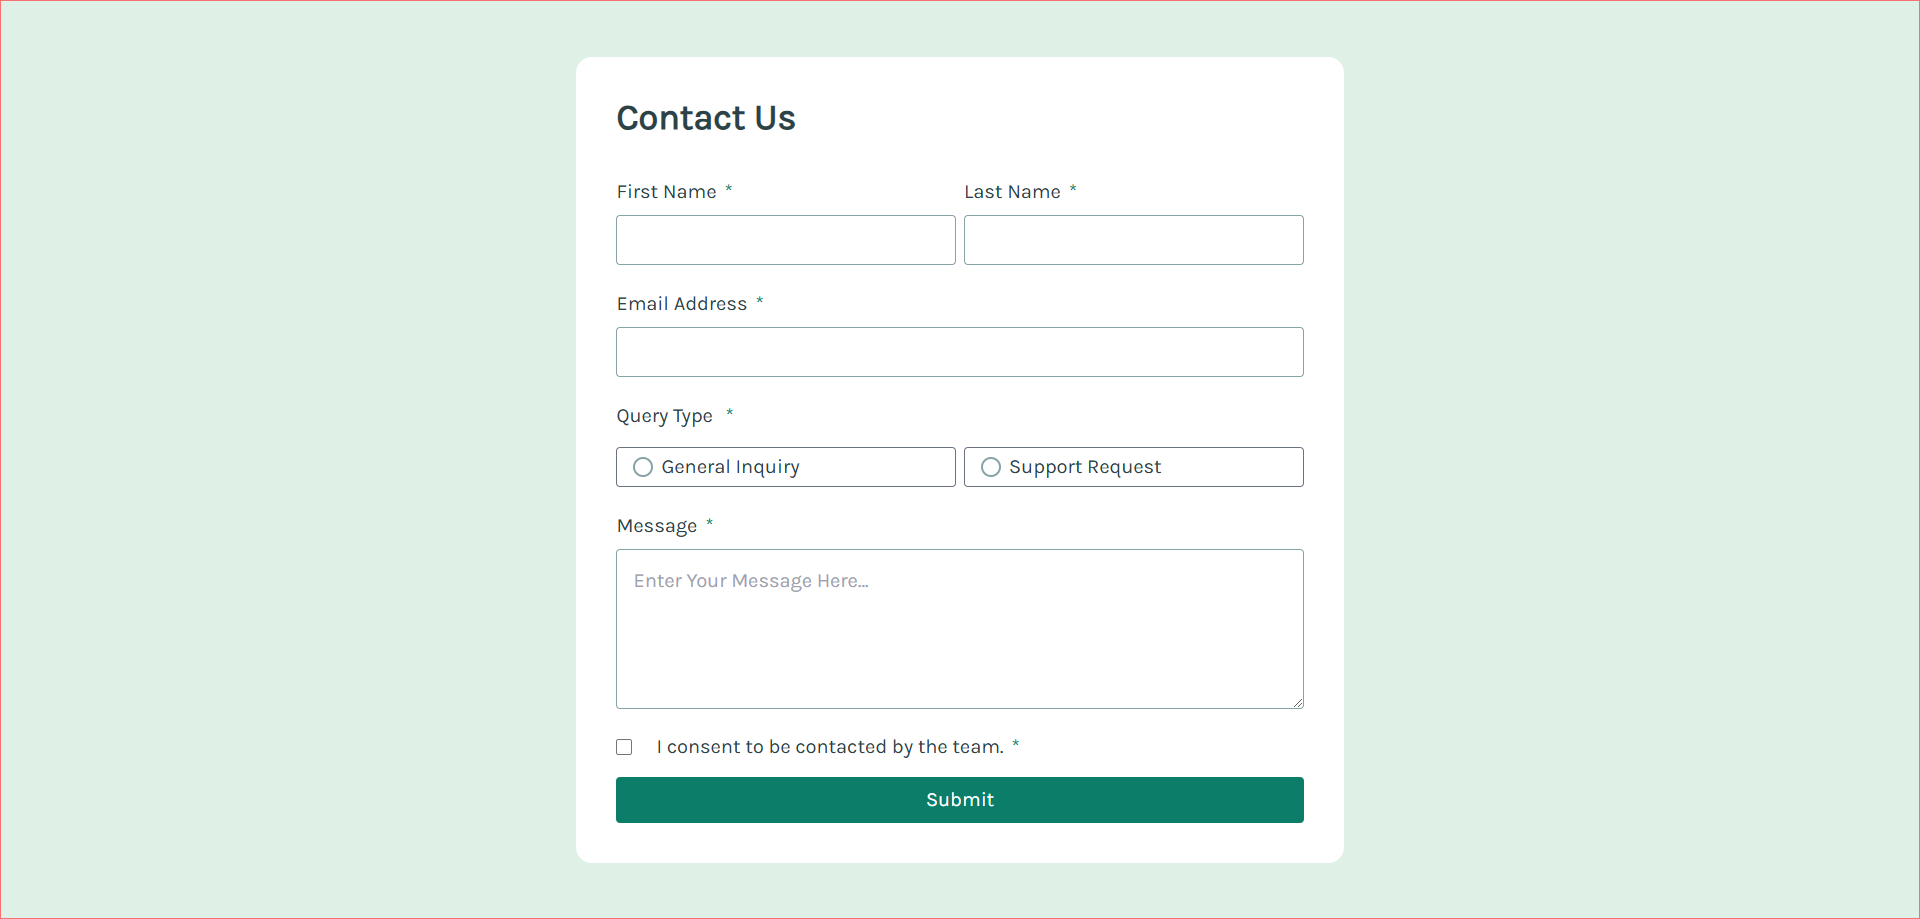 Contact Us
First Name *
Last Name *
Email Address *
Query Type *
General Inquiry
Support Request
Message *
Enter Your Message Here...
I consent to be contacted by the team. *
Submit